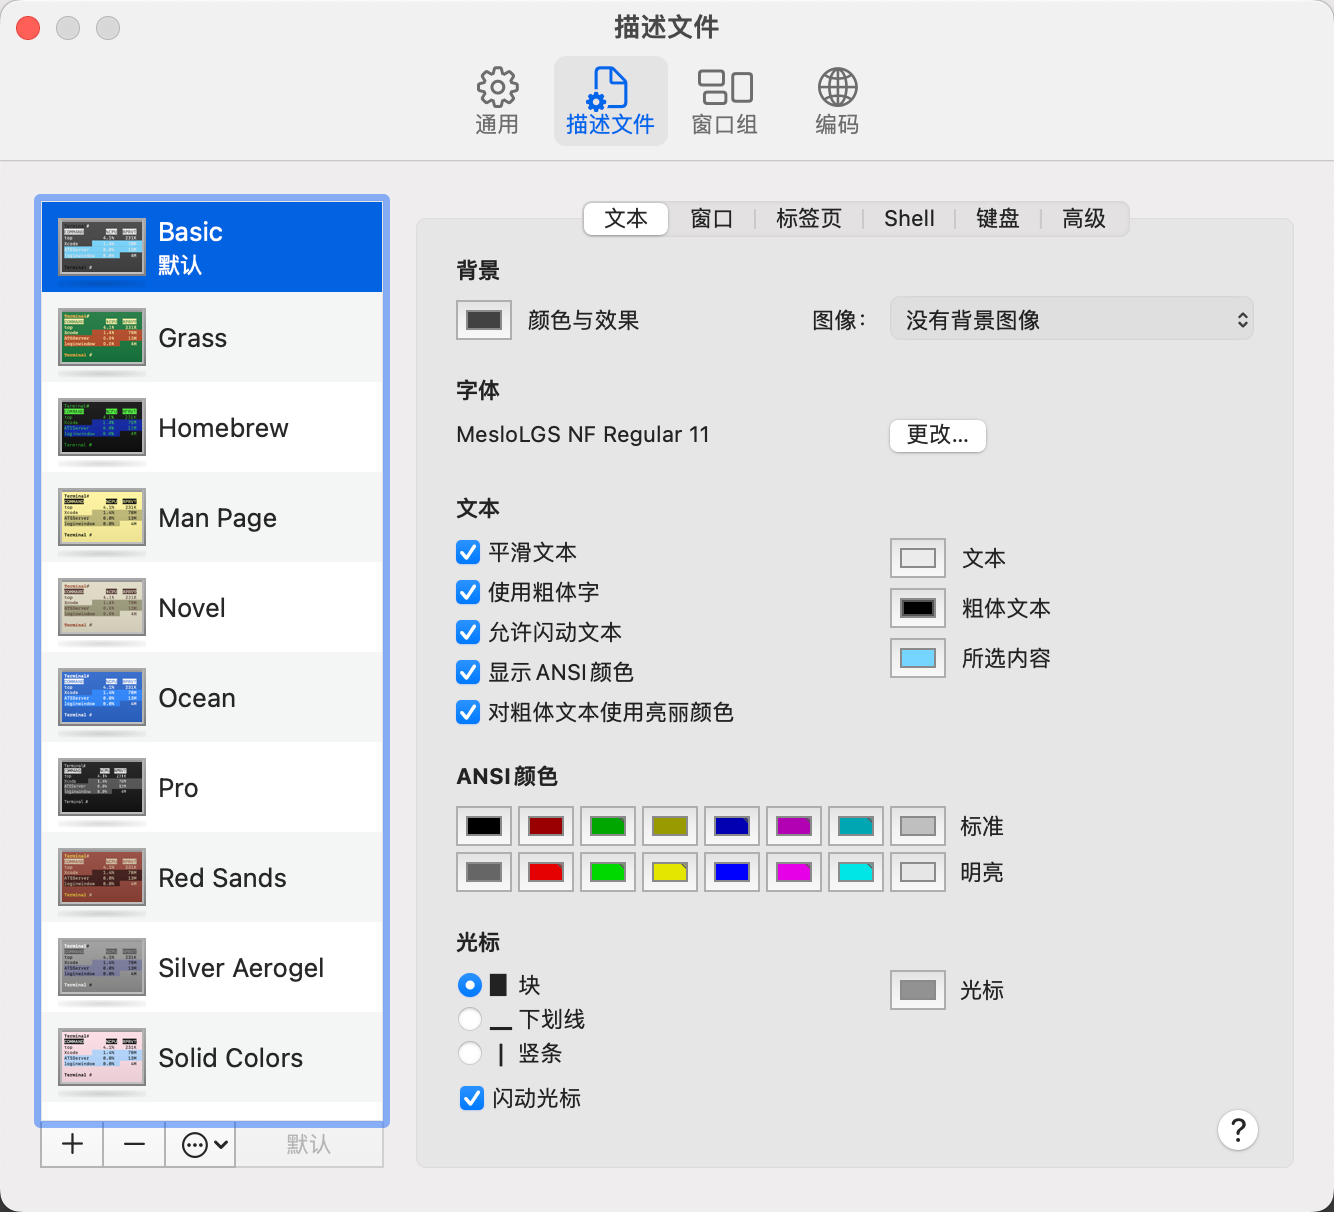 描述文件
通用
描述文件
窗口组
编码
Basic
默认
Grass
Homebrew
Man Page
Novel
Ocean
Pro
Red Sands
Silver Aerogel
Solid Colors
默认
文本
窗口
标签页
Shell
键盘
高级
背景
颜色与效果
图像：
没有背景图像
字体
MesloLGS NF Regular 11
更改...
文本
平滑文本
使用粗体字
允许闪动文本
显示 ANSI 颜色
对粗体文本使用亮丽颜色
文本
粗体文本
所选内容
ANSI 颜色
标准
明亮
光标
块
下划线
竖条
闪动光标
光标
?